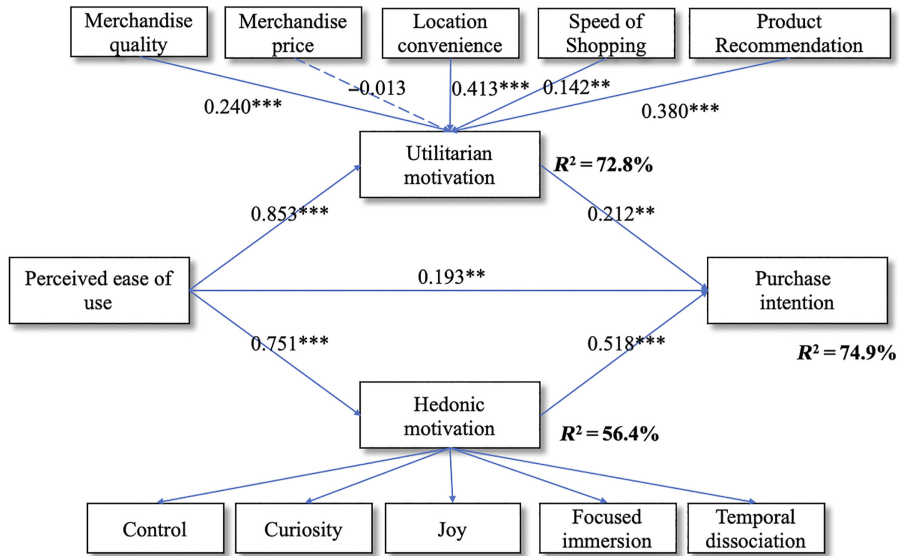 Merchandise
quality
Merchandise
price
Location
convenience
Speed of
Shopping
Product
Recommendation
0.240***
–0.013
0.413***
0.142**
0.380***
Utilitarian
motivation
R² = 72.8%
0.853***
0.212**
Perceived ease of
use
0.193**
Purchase
intention
R² = 74.9%
0.751***
0.518***
Hedonic
motivation
R² = 56.4%
Control
Curiosity
Joy
Focused
immersion
Temporal
dissociation